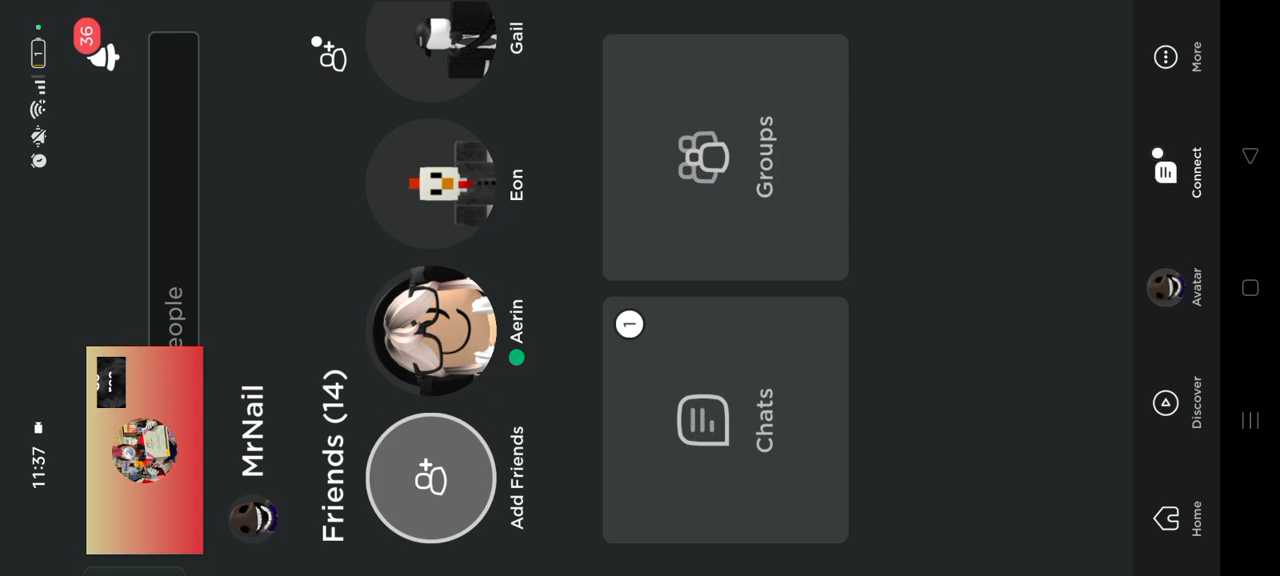 11:37
1
36
eople
MrNail
Friends (14)
Add Friends
Aerin
Eon
Gail
1
Chats
Groups
Home
Discover
Avatar
Connect
More